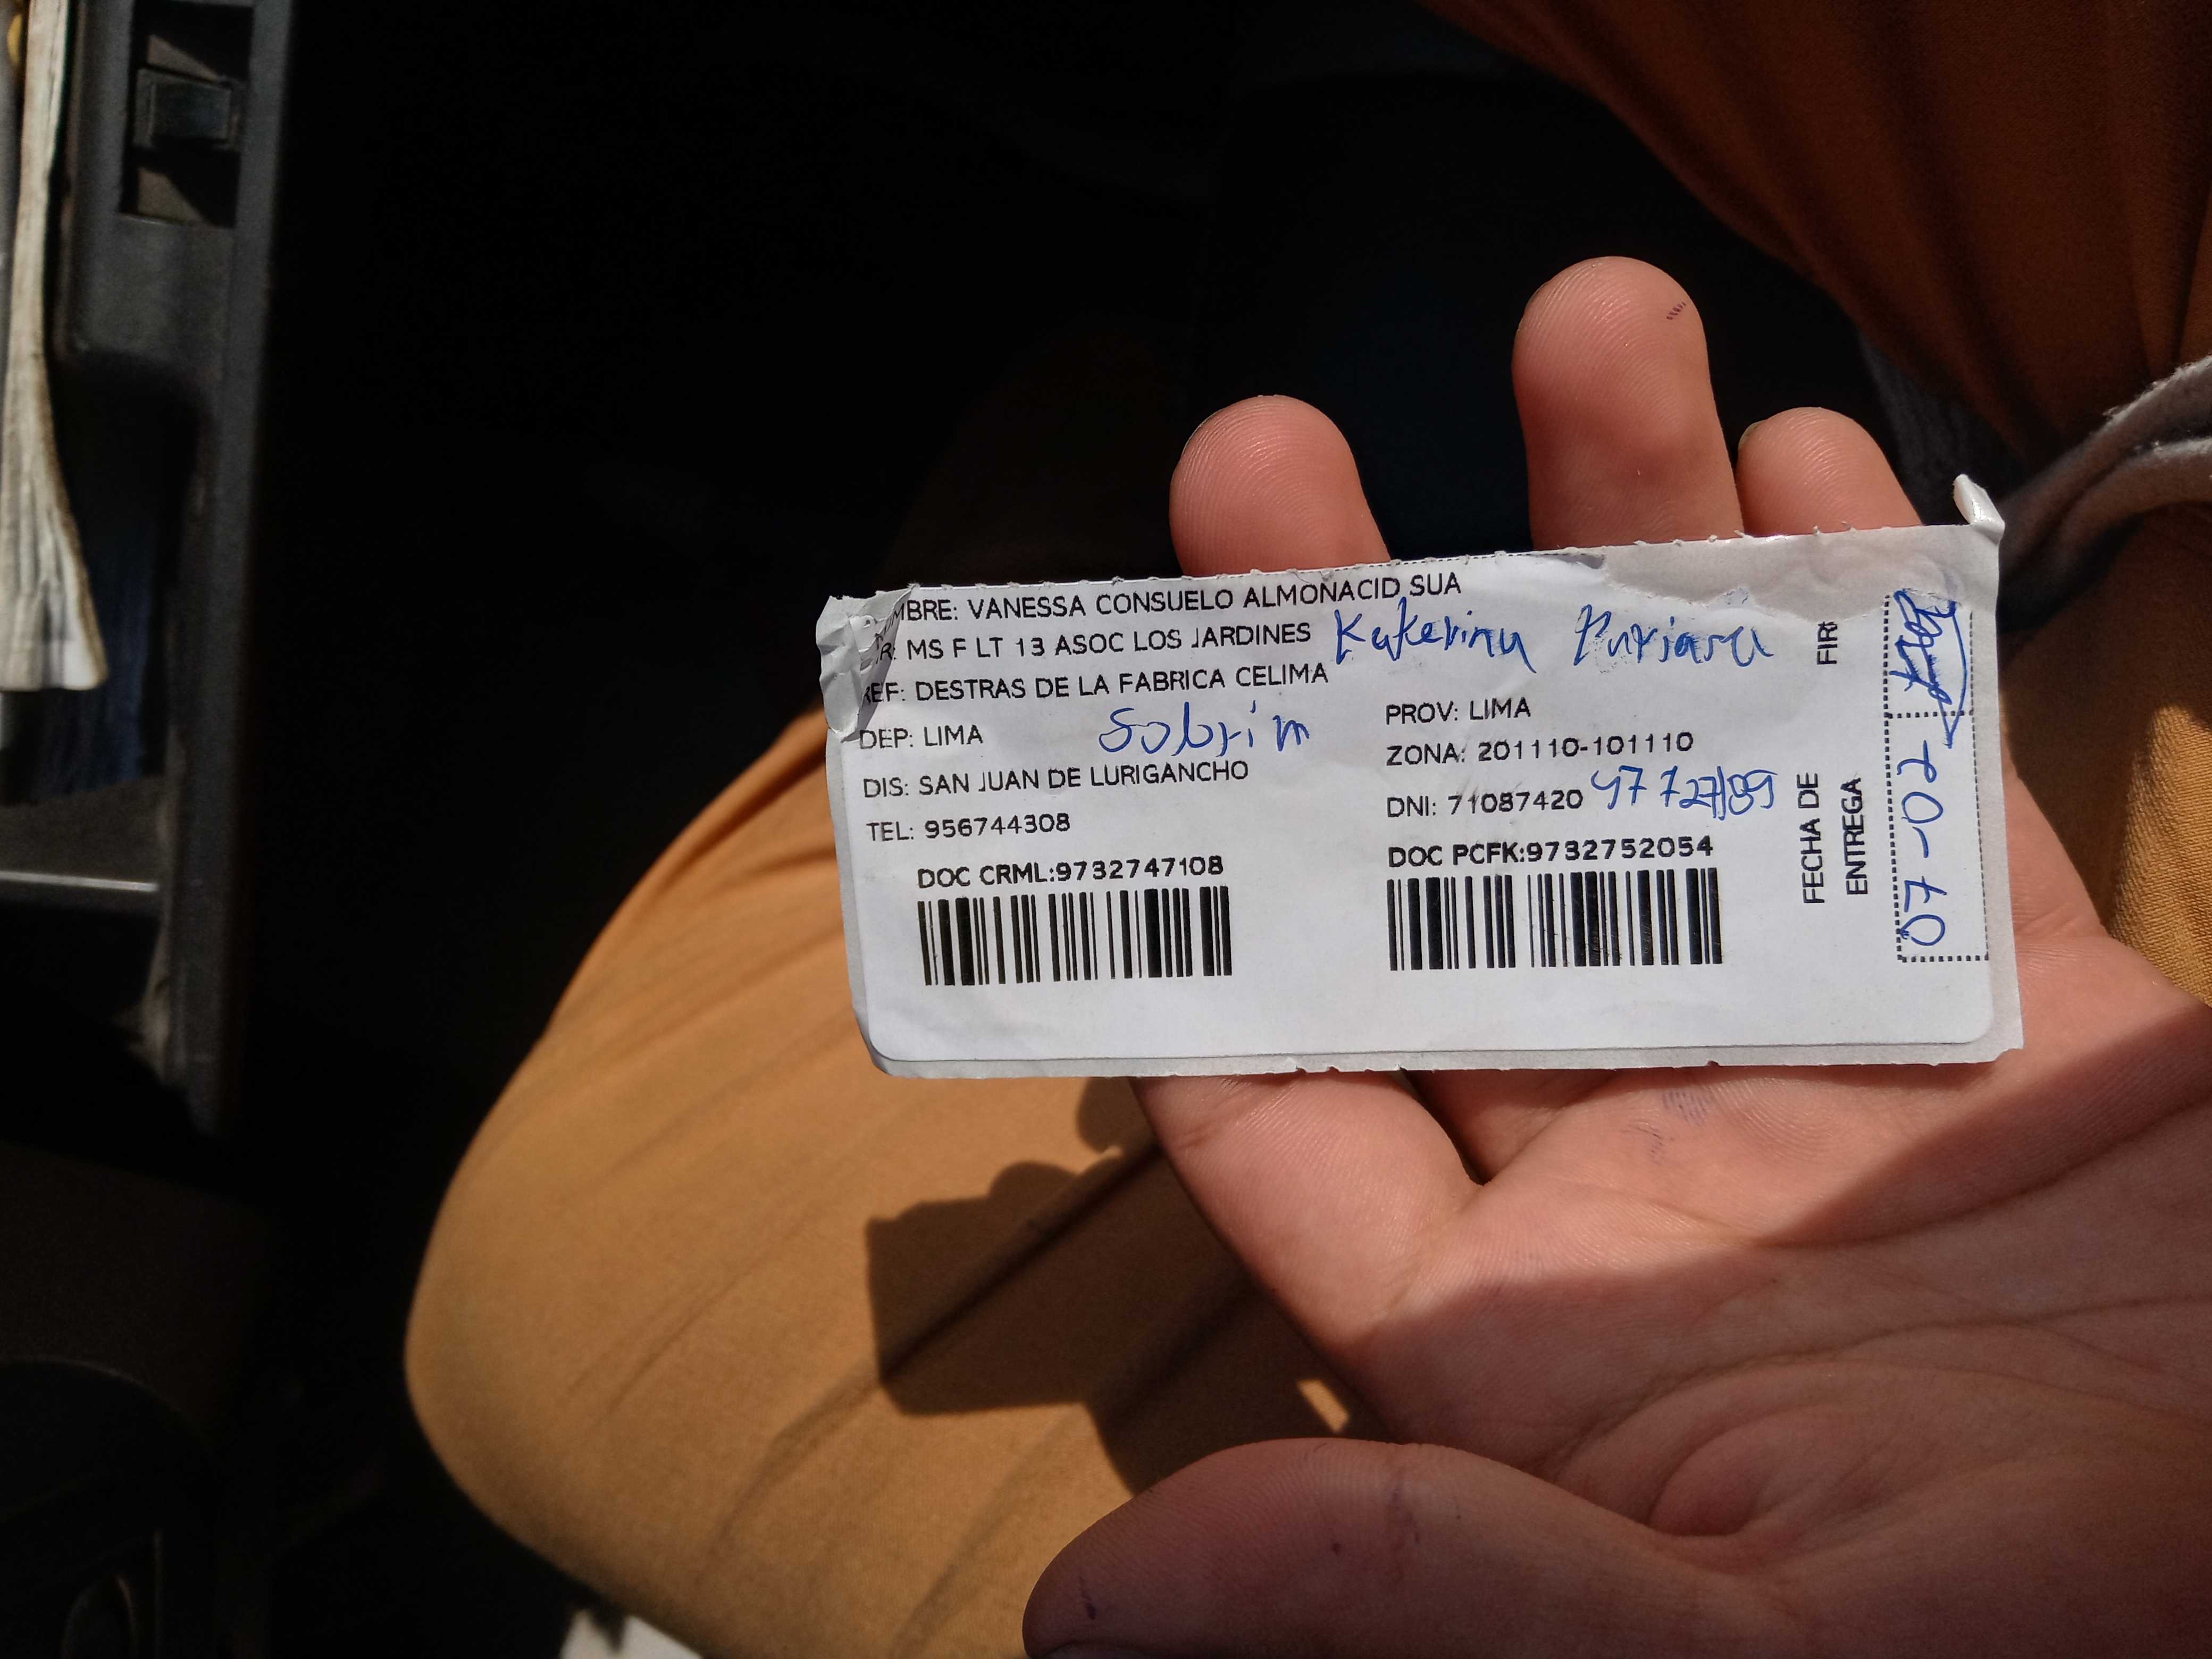 MBRE: VANESSA CONSUELO ALMONACID SUA
R: MS F LT 13 ASOC LOS JARDINES Katerina
REF: DESTRAS DE LA FABRICA CELIMA
DEP: LIMA
PROV: LIMA
ZONA: 201110-101110
DIS: SAN JUAN DE LURIGANCHO
DNI: 71087420
TEL: 956744308
DOC CRML:9732747108
DOC PCFK:9732752054
FIR
FECHA DE
ENTREGA
07-02